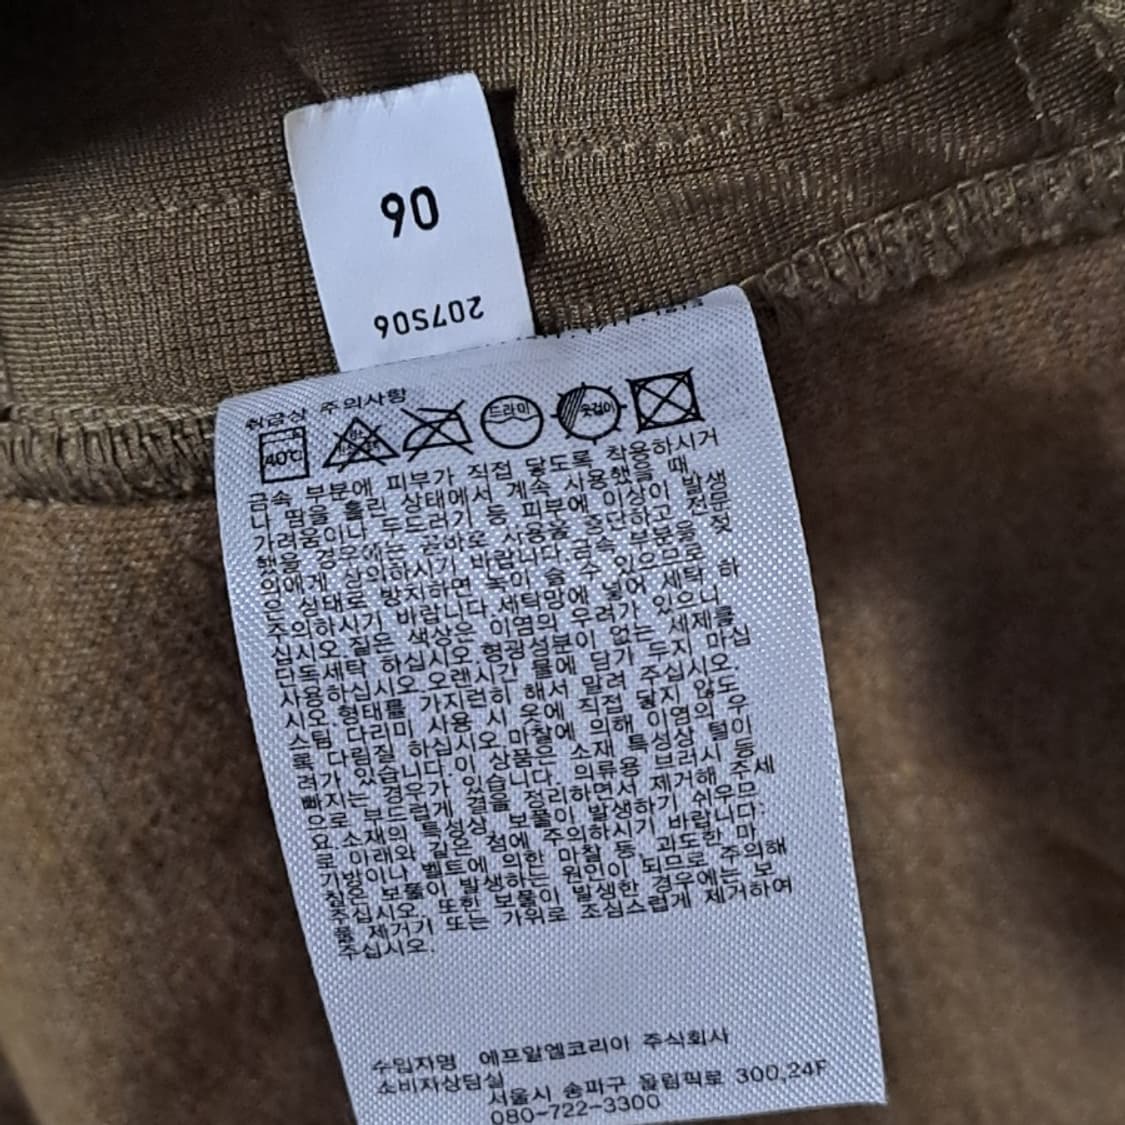 06
207S06
취급상 주의사항
40℃ 드라이 옷걸이
금속 부분에 피부가 직접 닿도록 착용하시거
나 땀을 흘린 상태에서 계속 사용했을 때,
가려움이나 두드러기 등 피부에 이상이 발생
했을 경우에는 곧바로 사용을 중단하고 전문
의에게 상의하시기 바랍니다.금속 부분을 젖
은 상태로 방치하면 녹이 슬 수 있으므로
주의하시기 바랍니다.세탁망에 넣어 세탁 하
십시오.짙은 색상은 이염의 우려가 있으니
단독세탁 하십시오.형광성분이 없는 세제를
사용하십시오.오랜시간 물에 담가 두지 마십
시오.형태를 가지런히 해서 말려 주십시오.
스팀 다리미 사용 시 옷에 직접 닿지 않도
록 다림질 하십시오.마찰에 의해 이염의 우
려가 있습니다.이 상품은 소재 특성상 털이
빠지는 경우가 있습니다. 의류용 브러시 등
으로 부드럽게 결을 정리하면서 제거해 주세
요.소재의 특성상, 보풀이 발생하기 쉬우므
로 아래와 같은 점에 주의하시기 바랍니다:
가방이나 벨트에 의한 마찰 등, 과도한 마
찰은 보풀이 발생하는 원인이 되므로 주의해
주십시오. 또한 보풀이 발생한 경우에는 보
풀 제거기 또는 가위로 조심스럽게 제거하여
주십시오.
수입자명 에프알엘코리아 주식회사
소비자상담실
서울시 송파구 올림픽로 300,24F
080-722-3300